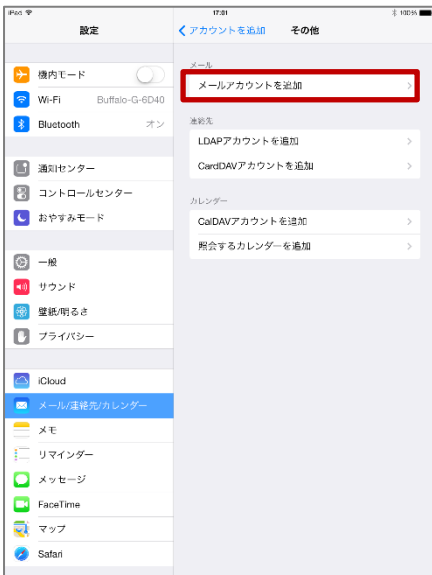 iPad 17:01 100%
設定
アカウントを追加 その他
機内モード
Wi-Fi Buffalo-G-6D40
Bluetooth オン
通知センター
コントロールセンター
おやすみモード
一般
サウンド
壁紙/明るさ
プライバシー
iCloud
メール/連絡先/カレンダー
メモ
リマインダー
メッセージ
FaceTime
マップ
Safari
メール
メールアカウントを追加
連絡先
LDAPアカウントを追加
CardDAVアカウントを追加
カレンダー
CalDAVアカウントを追加
照会するカレンダーを追加